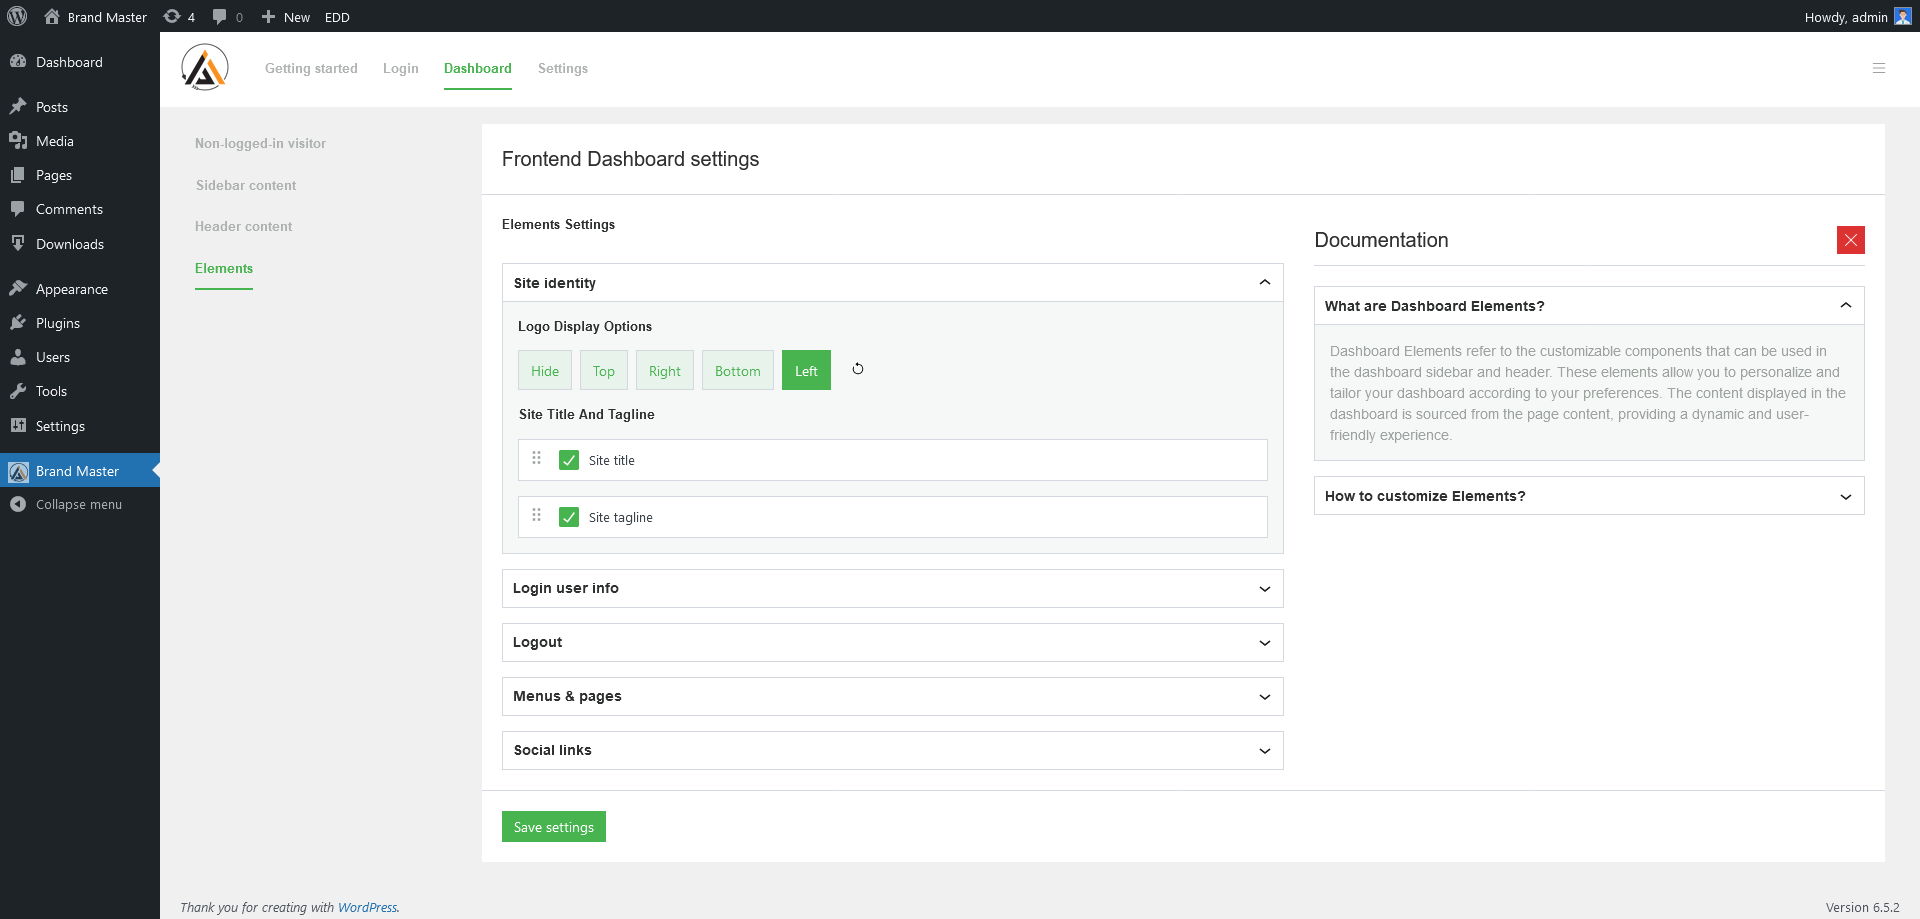 Brand Master
4
0
New
EDD
Howdy, admin
Dashboard
Posts
Media
Pages
Comments
Downloads
Appearance
Plugins
Users
Tools
Settings
Brand Master
Collapse menu
Getting started
Login
Dashboard
Settings
Non-logged-in visitor
Sidebar content
Header content
Elements
Frontend Dashboard settings
Elements Settings
Site identity
Logo Display Options
Hide
Top
Right
Bottom
Left
Site Title And Tagline
Site title
Site tagline
Login user info
Logout
Menus & pages
Social links
Save settings
Documentation
What are Dashboard Elements?
Dashboard Elements refer to the customizable components that can be used in
the dashboard sidebar and header. These elements allow you to personalize and
tailor your dashboard according to your preferences. The content displayed in the
dashboard is sourced from the page content, providing a dynamic and user-
friendly experience.
How to customize Elements?
Thank you for creating with WordPress.
Version 6.5.2